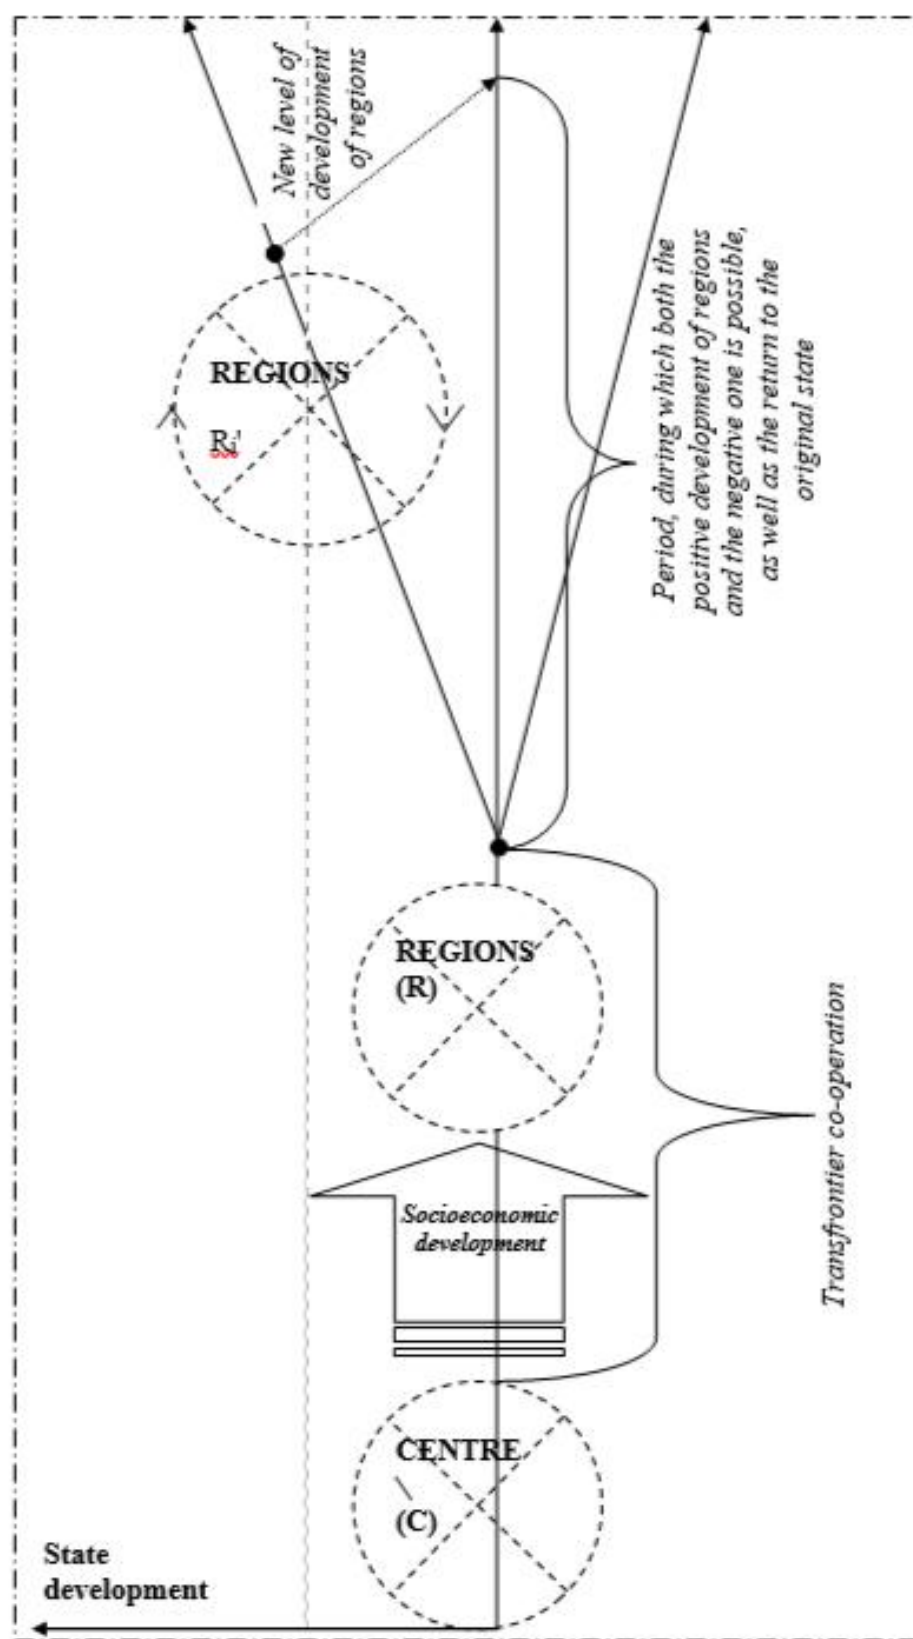 New level of
development
of regions
REGIONS
Ri'
Period, during which both the
positive development of regions
and the negative one is possible,
as well as the return to the
original state
REGIONS
(R)
Socioeconomic
development
Transfrontier co-operation
CENTRE
\
(C)
State
development